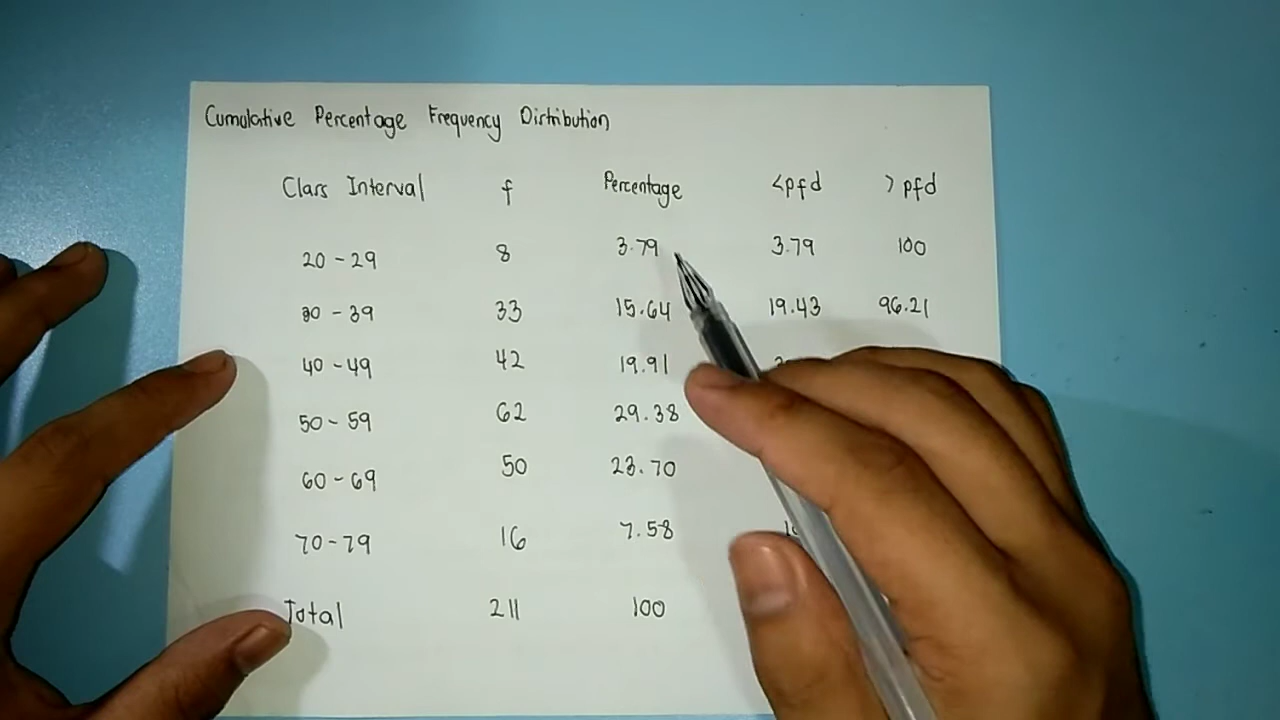 Cumulative Percentage Frequency Distribution
Class Interval f Percentage <pfd >pfd
20 - 29 8 3.79 3.79 100
30 - 39 33 15.64 19.43 96.21
40 - 49 42 19.91
50 - 59 62 29.38
60 - 69 50 23.70
70 - 79 16 7.58
Total 211 100